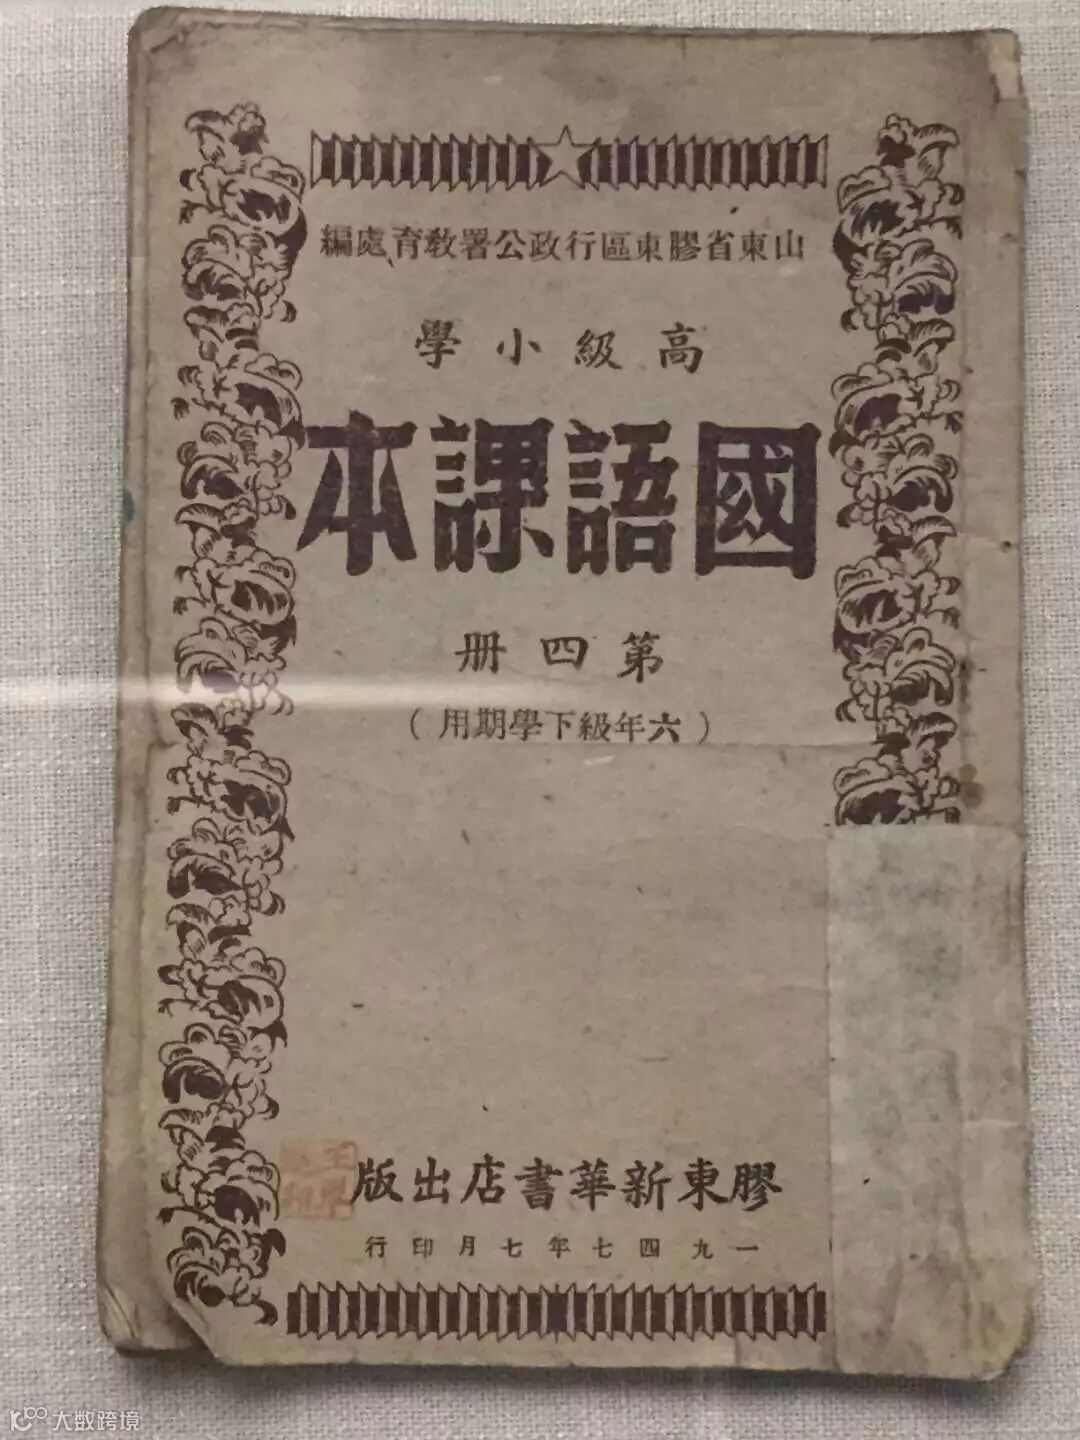 山東省膠東區行政公署教育處編
高級小學
國語課本
第四冊
（六年級下學期用）
膠東新華書店出版
一九四七年七月印行
大数跨境